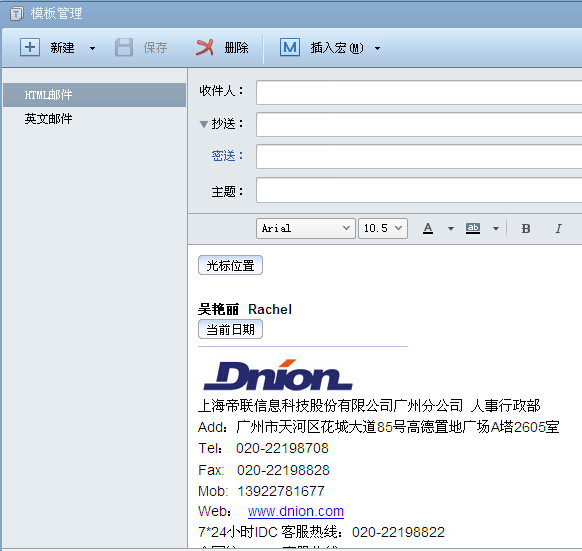 模板管理
新建 保存 删除 插入宏(M)
HTML邮件
英文邮件
收件人：
抄送：
密送：
主题：
Arial 10.5 A ab B I
光标位置
吴艳丽 Rachel
当前日期
Dnion
上海帝联信息科技股份有限公司广州分公司 人事行政部
Add：广州市天河区花城大道85号高德置地广场A塔2605室
Tel： 020-22198708
Fax: 020-22198828
Mob: 13922781677
Web： www.dnion.com
7*24小时IDC 客服热线：020-22198822